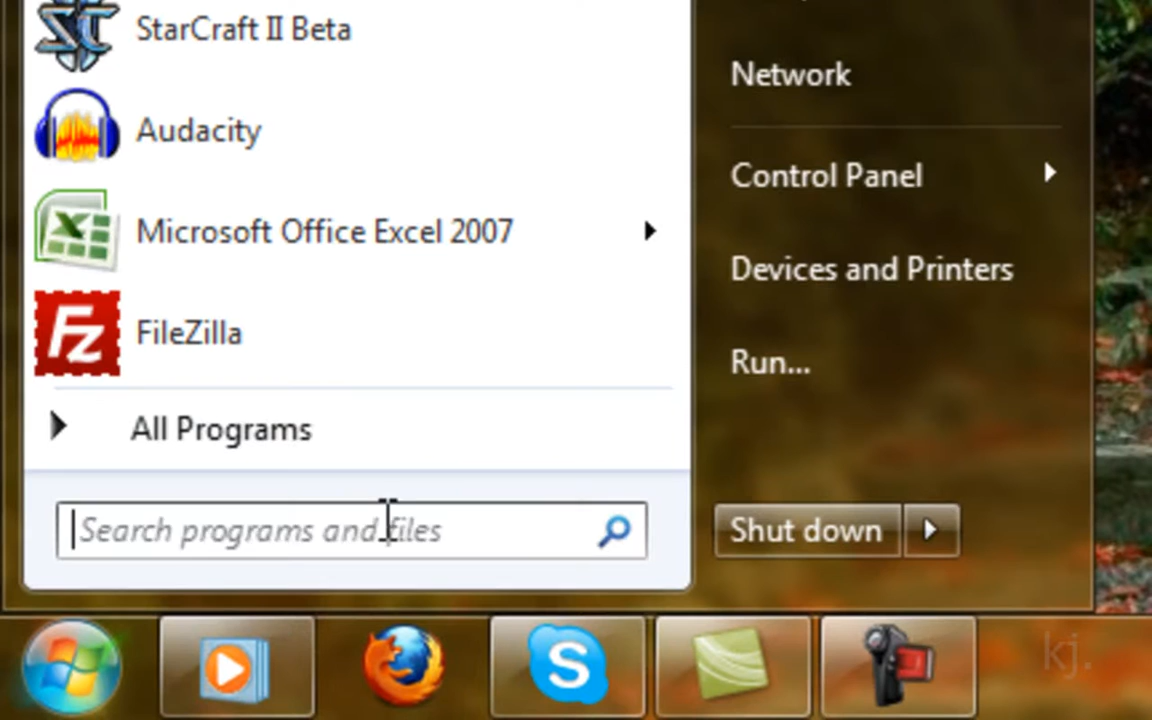 StarCraft II Beta
Audacity
Microsoft Office Excel 2007
FileZilla
All Programs
Search programs and files
Network
Control Panel
Devices and Printers
Run...
Shut down
kj.